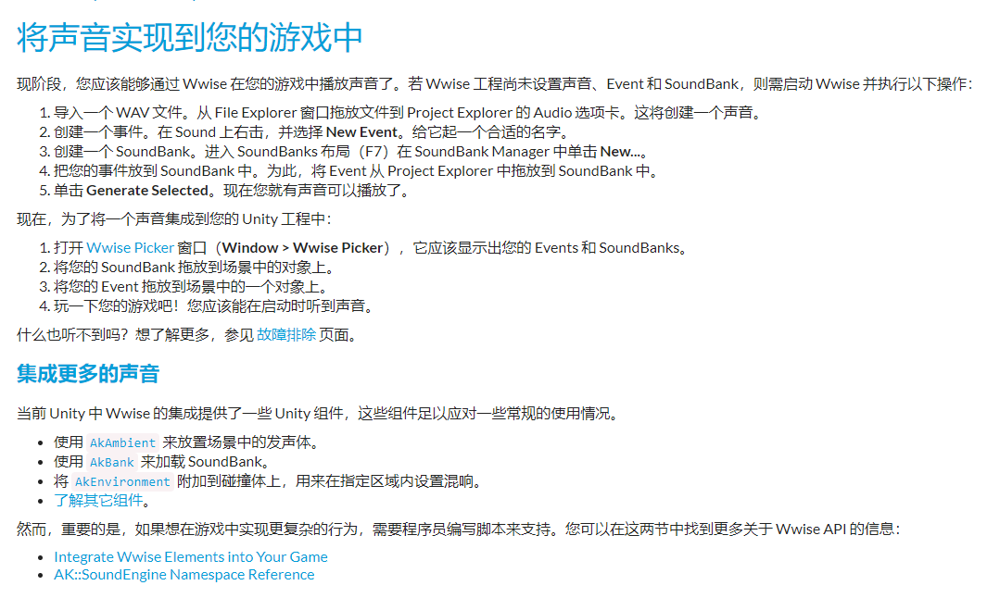 将声音实现到您的游戏中
现阶段，您应该能够通过 Wwise 在您的游戏中播放声音了。若 Wwise 工程尚未设置声音、Event 和 SoundBank，则需启动 Wwise 并执行以下操作：
1. 导入一个 WAV 文件。从 File Explorer 窗口拖放文件到 Project Explorer 的 Audio 选项卡。这将创建一个声音。
2. 创建一个事件。在 Sound 上右击，并选择 New Event。给它起一个合适的名字。
3. 创建一个 SoundBank。进入 SoundBanks 布局（F7）在 SoundBank Manager 中单击 New...。
4. 把您的事件放到 SoundBank 中。为此，将 Event 从 Project Explorer 中拖放到 SoundBank 中。
5. 单击 Generate Selected。现在您就有声音可以播放了。
现在，为了将一个声音集成到您的 Unity 工程中：
1. 打开 Wwise Picker 窗口（Window > Wwise Picker），它应该显示出您的 Events 和 SoundBanks。
2. 将您的 SoundBank 拖放到场景中的对象上。
3. 将您的 Event 拖放到场景中的一个对象上。
4. 玩一下您的游戏吧！您应该能在启动时听到声音。
什么也听不到吗？想了解更多，参见 故障排除 页面。
集成更多的声音
当前 Unity 中 Wwise 的集成提供了一些 Unity 组件，这些组件足以应对一些常规的使用情况。
• 使用 AkAmbient 来放置场景中的发声体。
• 使用 AkBank 来加载 SoundBank。
• 将 AkEnvironment 附加到碰撞体上，用来在指定区域内设置混响。
• 了解其它组件。
然而，重要的是，如果想在游戏中实现更复杂的行为，需要程序员编写脚本来支持。您可以在这两节中找到更多关于 Wwise API 的信息：
• Integrate Wwise Elements into Your Game
• AK::SoundEngine Namespace Reference